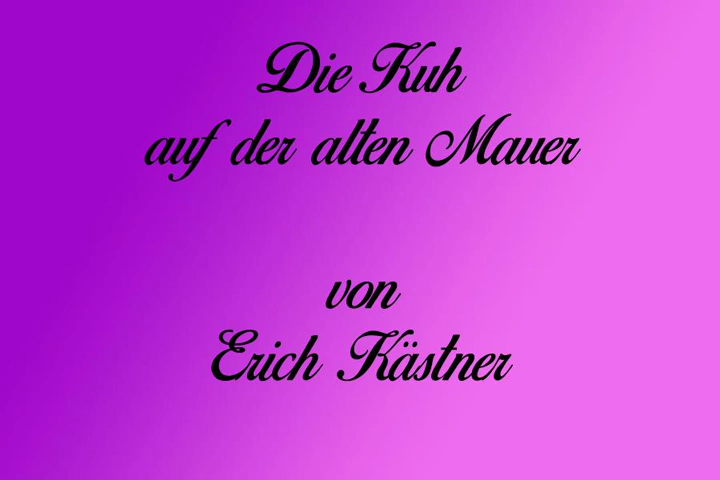 Die Kuh
auf der alten Mauer
von
Erich Kästner